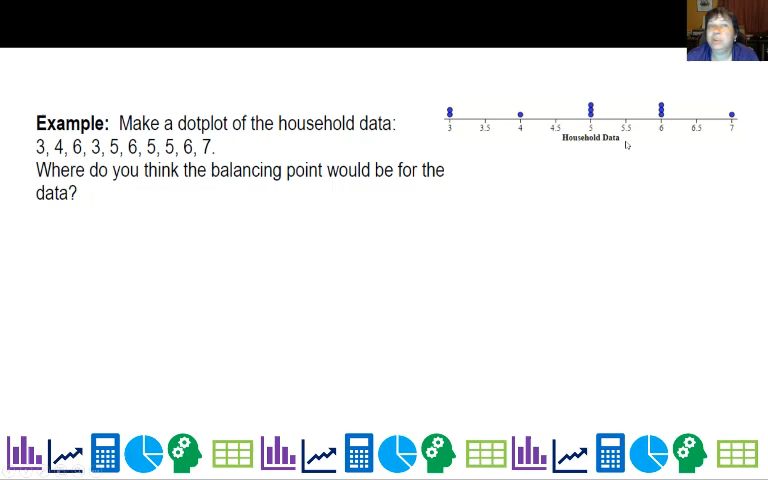 Example: Make a dotplot of the household data:
3, 4, 6, 3, 5, 6, 5, 5, 6, 7.
Where do you think the balancing point would be for the
data?
3 3.5 4 4.5 5 5.5 6 6.5 7
Household Data